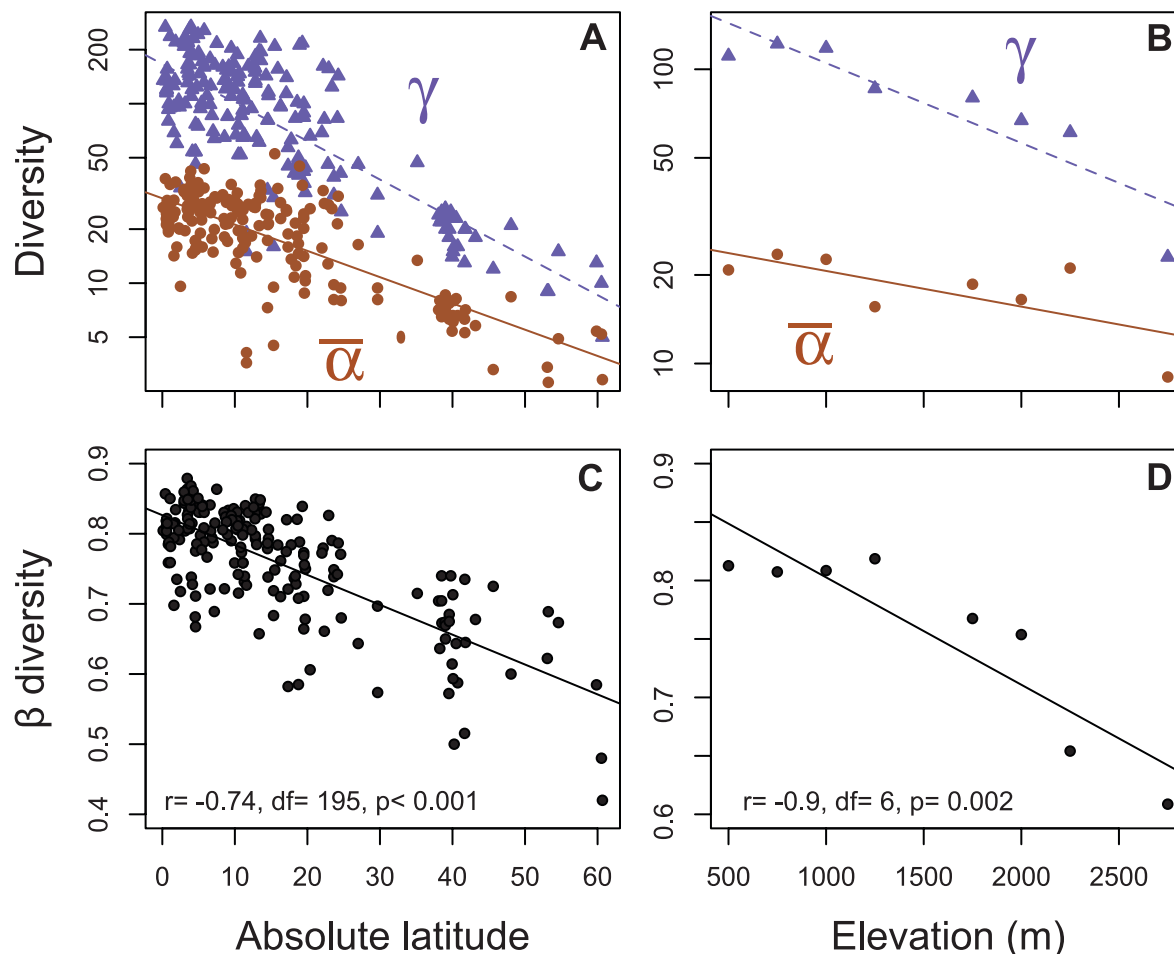 A
B
Diversity
200
50
20
10
5
γ
α
100
50
20
10
γ
α
C
D
β diversity
0.9
0.8
0.7
0.6
0.5
0.4
r= -0.74, df= 195, p< 0.001
0 10 20 30 40 50 60
Absolute latitude
0.9
0.8
0.7
0.6
r= -0.9, df= 6, p= 0.002
500 1000 1500 2000 2500
Elevation (m)